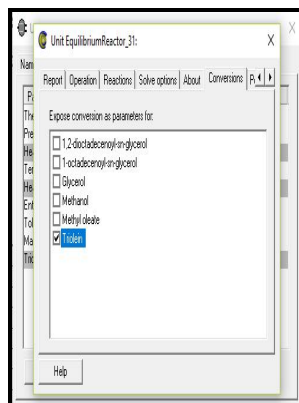 Unit EquilibriumReactor_31:
Report Operation Reactions Solve options About Conversions
Expose conversion as parameters for:
1,2-dioctadecenoyl-sn-glycerol
1-octadecenoyl-sn-glycerol
Glycerol
Methanol
Methyl oleate
Triolein
Help